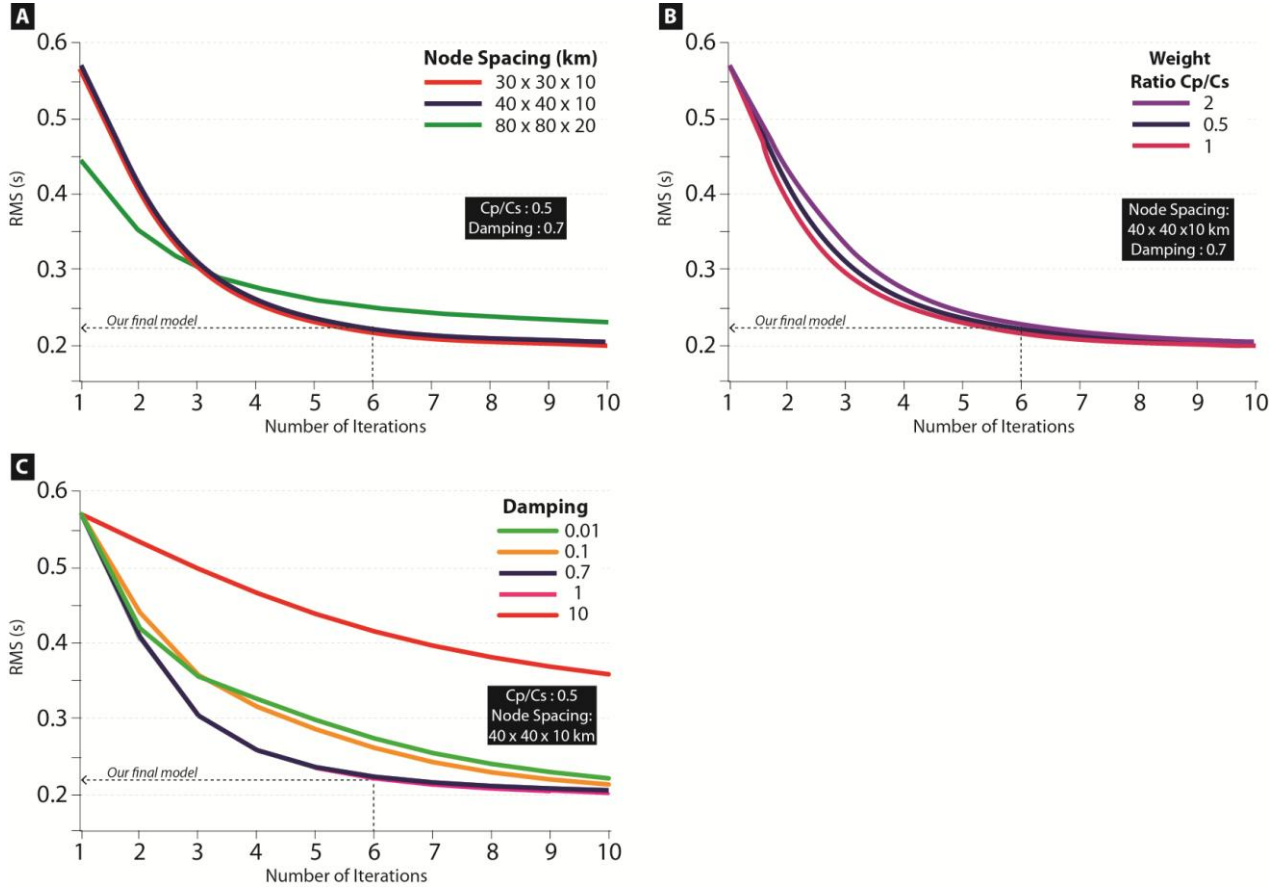 A
0.6
0.5
0.4
0.3
0.2
RMS (s)
Node Spacing (km)
30 x 30 x 10
40 x 40 x 10
80 x 80 x 20
Cp/Cs : 0.5
Damping : 0.7
Our final model
1 2 3 4 5 6 7 8 9 10
Number of Iterations
B
0.6
0.5
0.4
0.3
0.2
RMS (s)
Weight
Ratio Cp/Cs
2
0.5
1
Node Spacing:
40 x 40 x10 km
Damping : 0.7
Our final model
1 2 3 4 5 6 7 8 9 10
Number of Iterations
C
0.6
0.5
0.4
0.3
0.2
RMS (s)
Damping
0.01
0.1
0.7
1
10
Cp/Cs : 0.5
Node Spacing:
40 x 40 x 10 km
Our final model
1 2 3 4 5 6 7 8 9 10
Number of Iterations